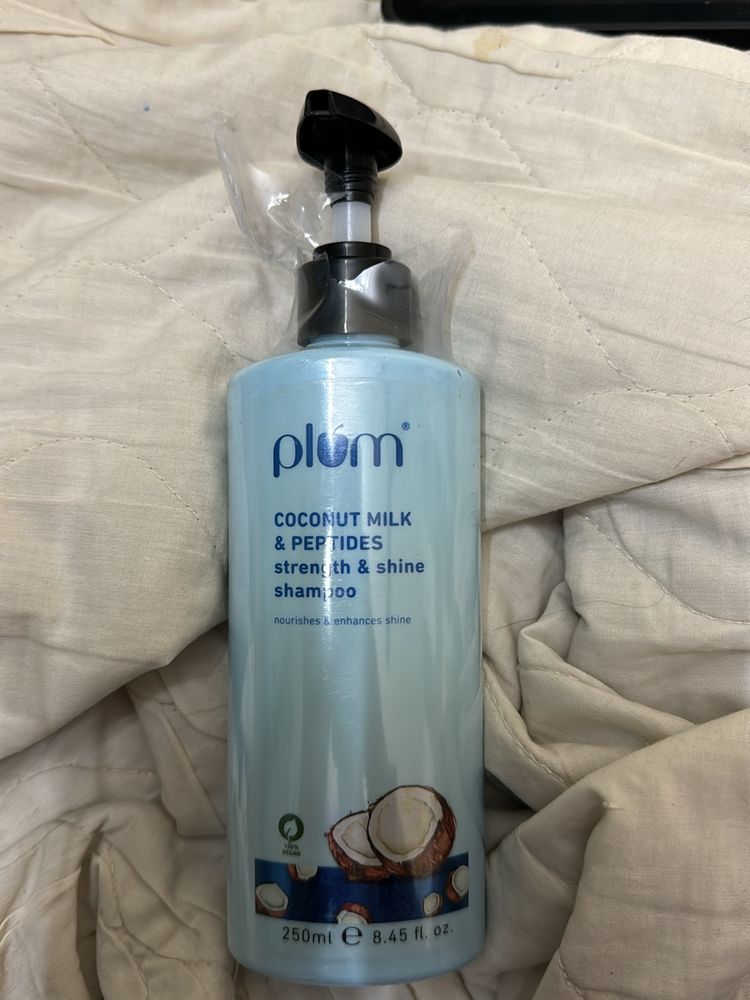 plum®
COCONUT MILK
& PEPTIDES
strength & shine
shampoo
nourishes & enhances shine
100%
VEGAN
250ml ℮ 8.45 fl. oz.